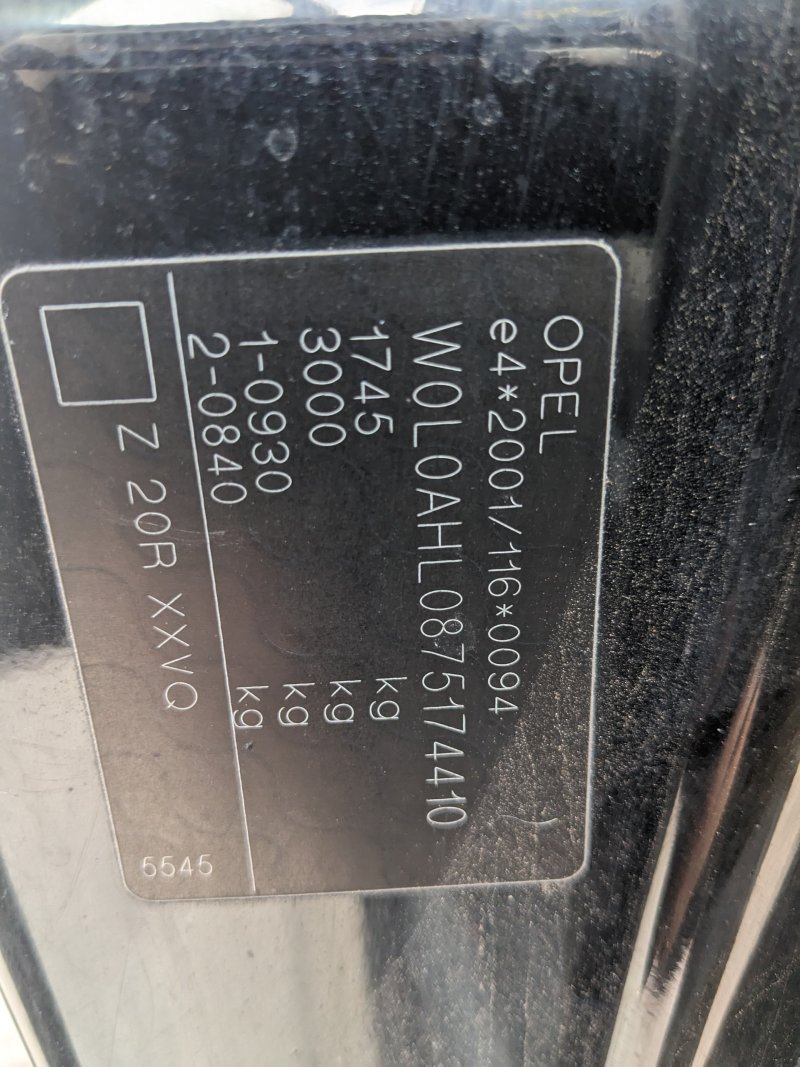 OPEL
e4*2001/116*0094
W0L0AHL0875174410
1745 kg
3000 kg
1-0930 kg
2-0840 kg
Z 20R XXVQ
5545